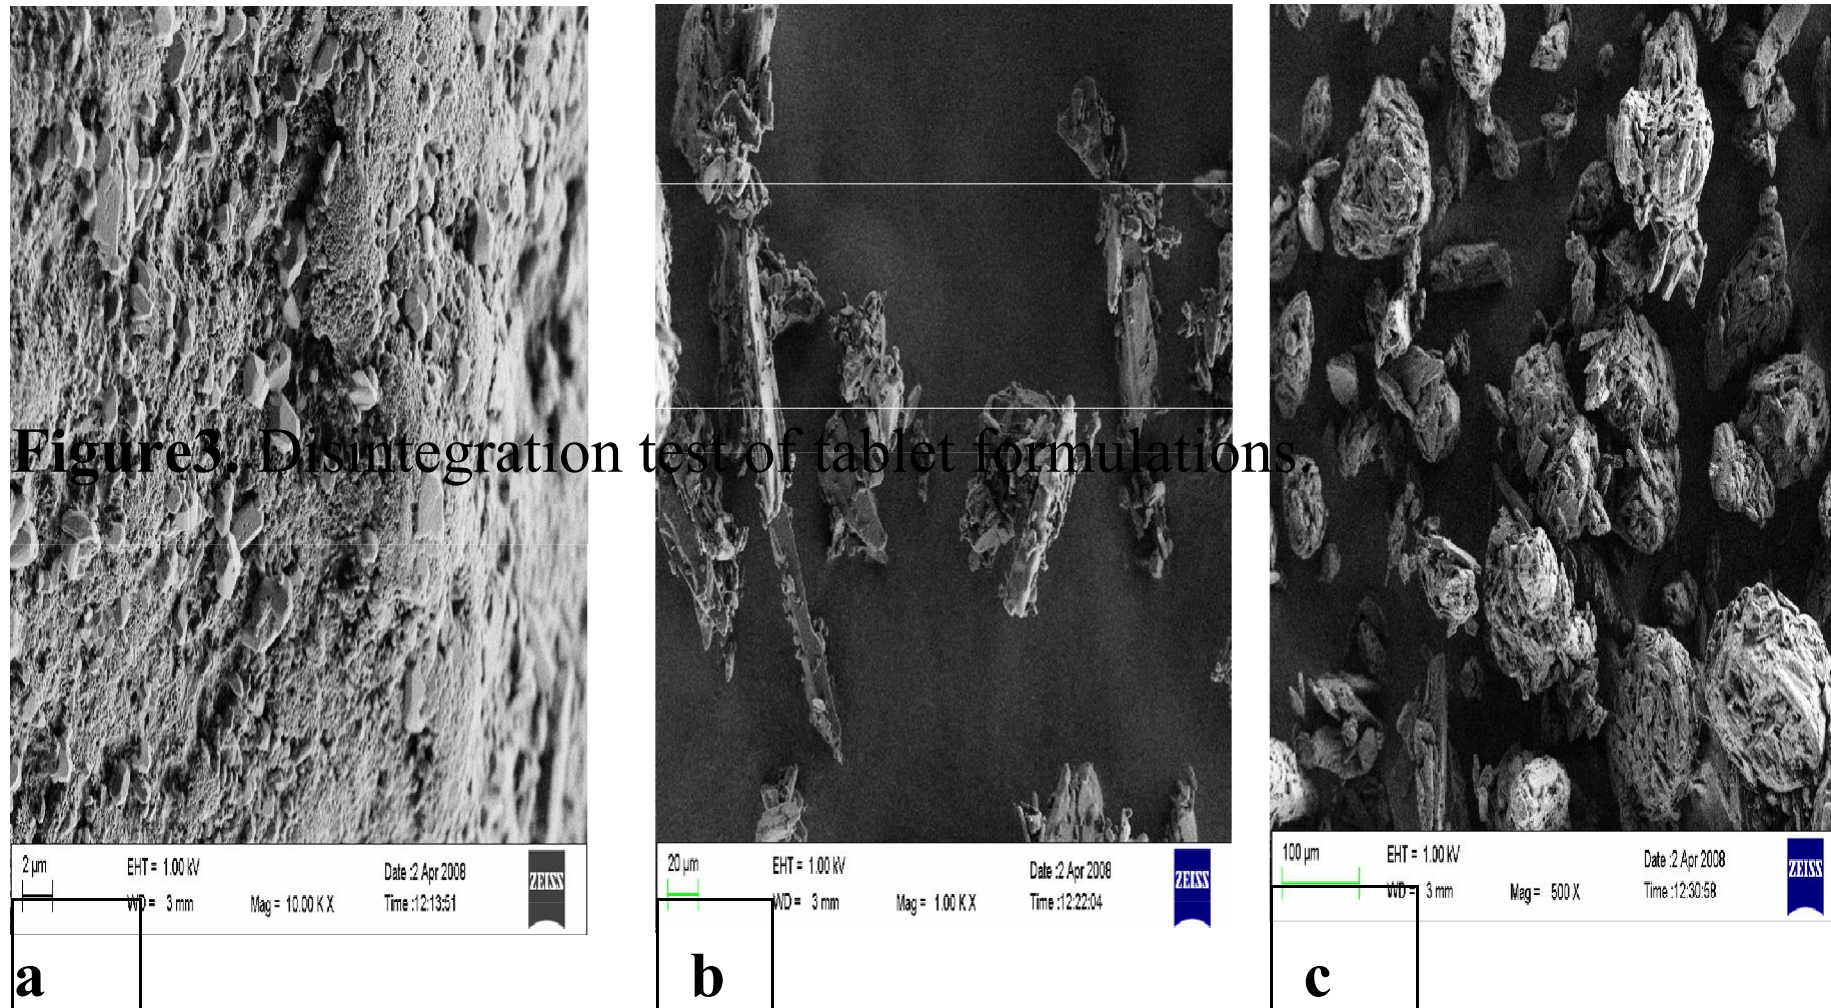 Figure3. Disintegration test of tablet formulations.
2 µm
EHT = 1.00 kV
Date :2 Apr 2008
WD = 3 mm
Mag = 10.00 K X
Time :12:13:51
ZEISS
a
20 µm
EHT = 1.00 kV
Date :2 Apr 2008
WD = 3 mm
Mag = 1.00 K X
Time :12:22:04
ZEISS
b
100 µm
EHT = 1.00 kV
Date :2 Apr 2008
WD = 3 mm
Mag = 500 X
Time :12:30:58
ZEISS
c